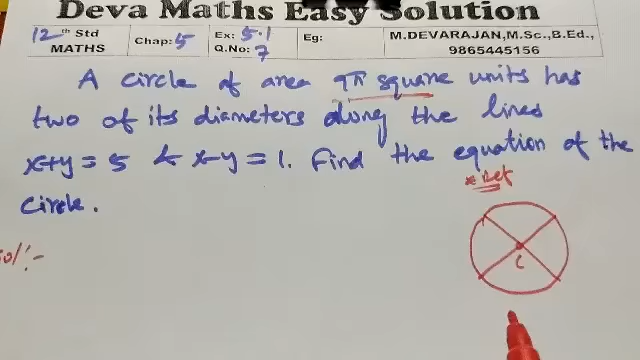 Deva Maths Easy Solution
12th Std MATHS Chap: 5 Ex: 5.1 Q.No: 7 Eg: M.DEVARAJAN,M.Sc.,B.Ed., 9865445156
A circle of area 9π square units has
two of its diameters along the lines
x+y=5 & x-y=1. Find the equation of the
circle.
C